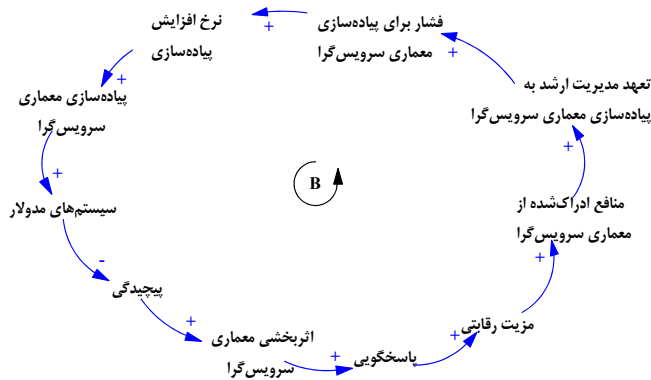 فشار برای پیاده‌سازی
معماری سرویس‌گرا
+
نرخ افزایش
پیاده‌سازی
+
پیاده‌سازی معماری
سرویس‌گرا
+
سیستم‌های مدولار
-
پیچیدگی
+
اثربخشی معماری
سرویس‌گرا
+
پاسخگویی
+
مزیت رقابتی
+
منافع ادراک‌شده از
معماری سرویس‌گرا
+
تعهد مدیریت ارشد به
پیاده‌سازی معماری سرویس‌گرا
+
B